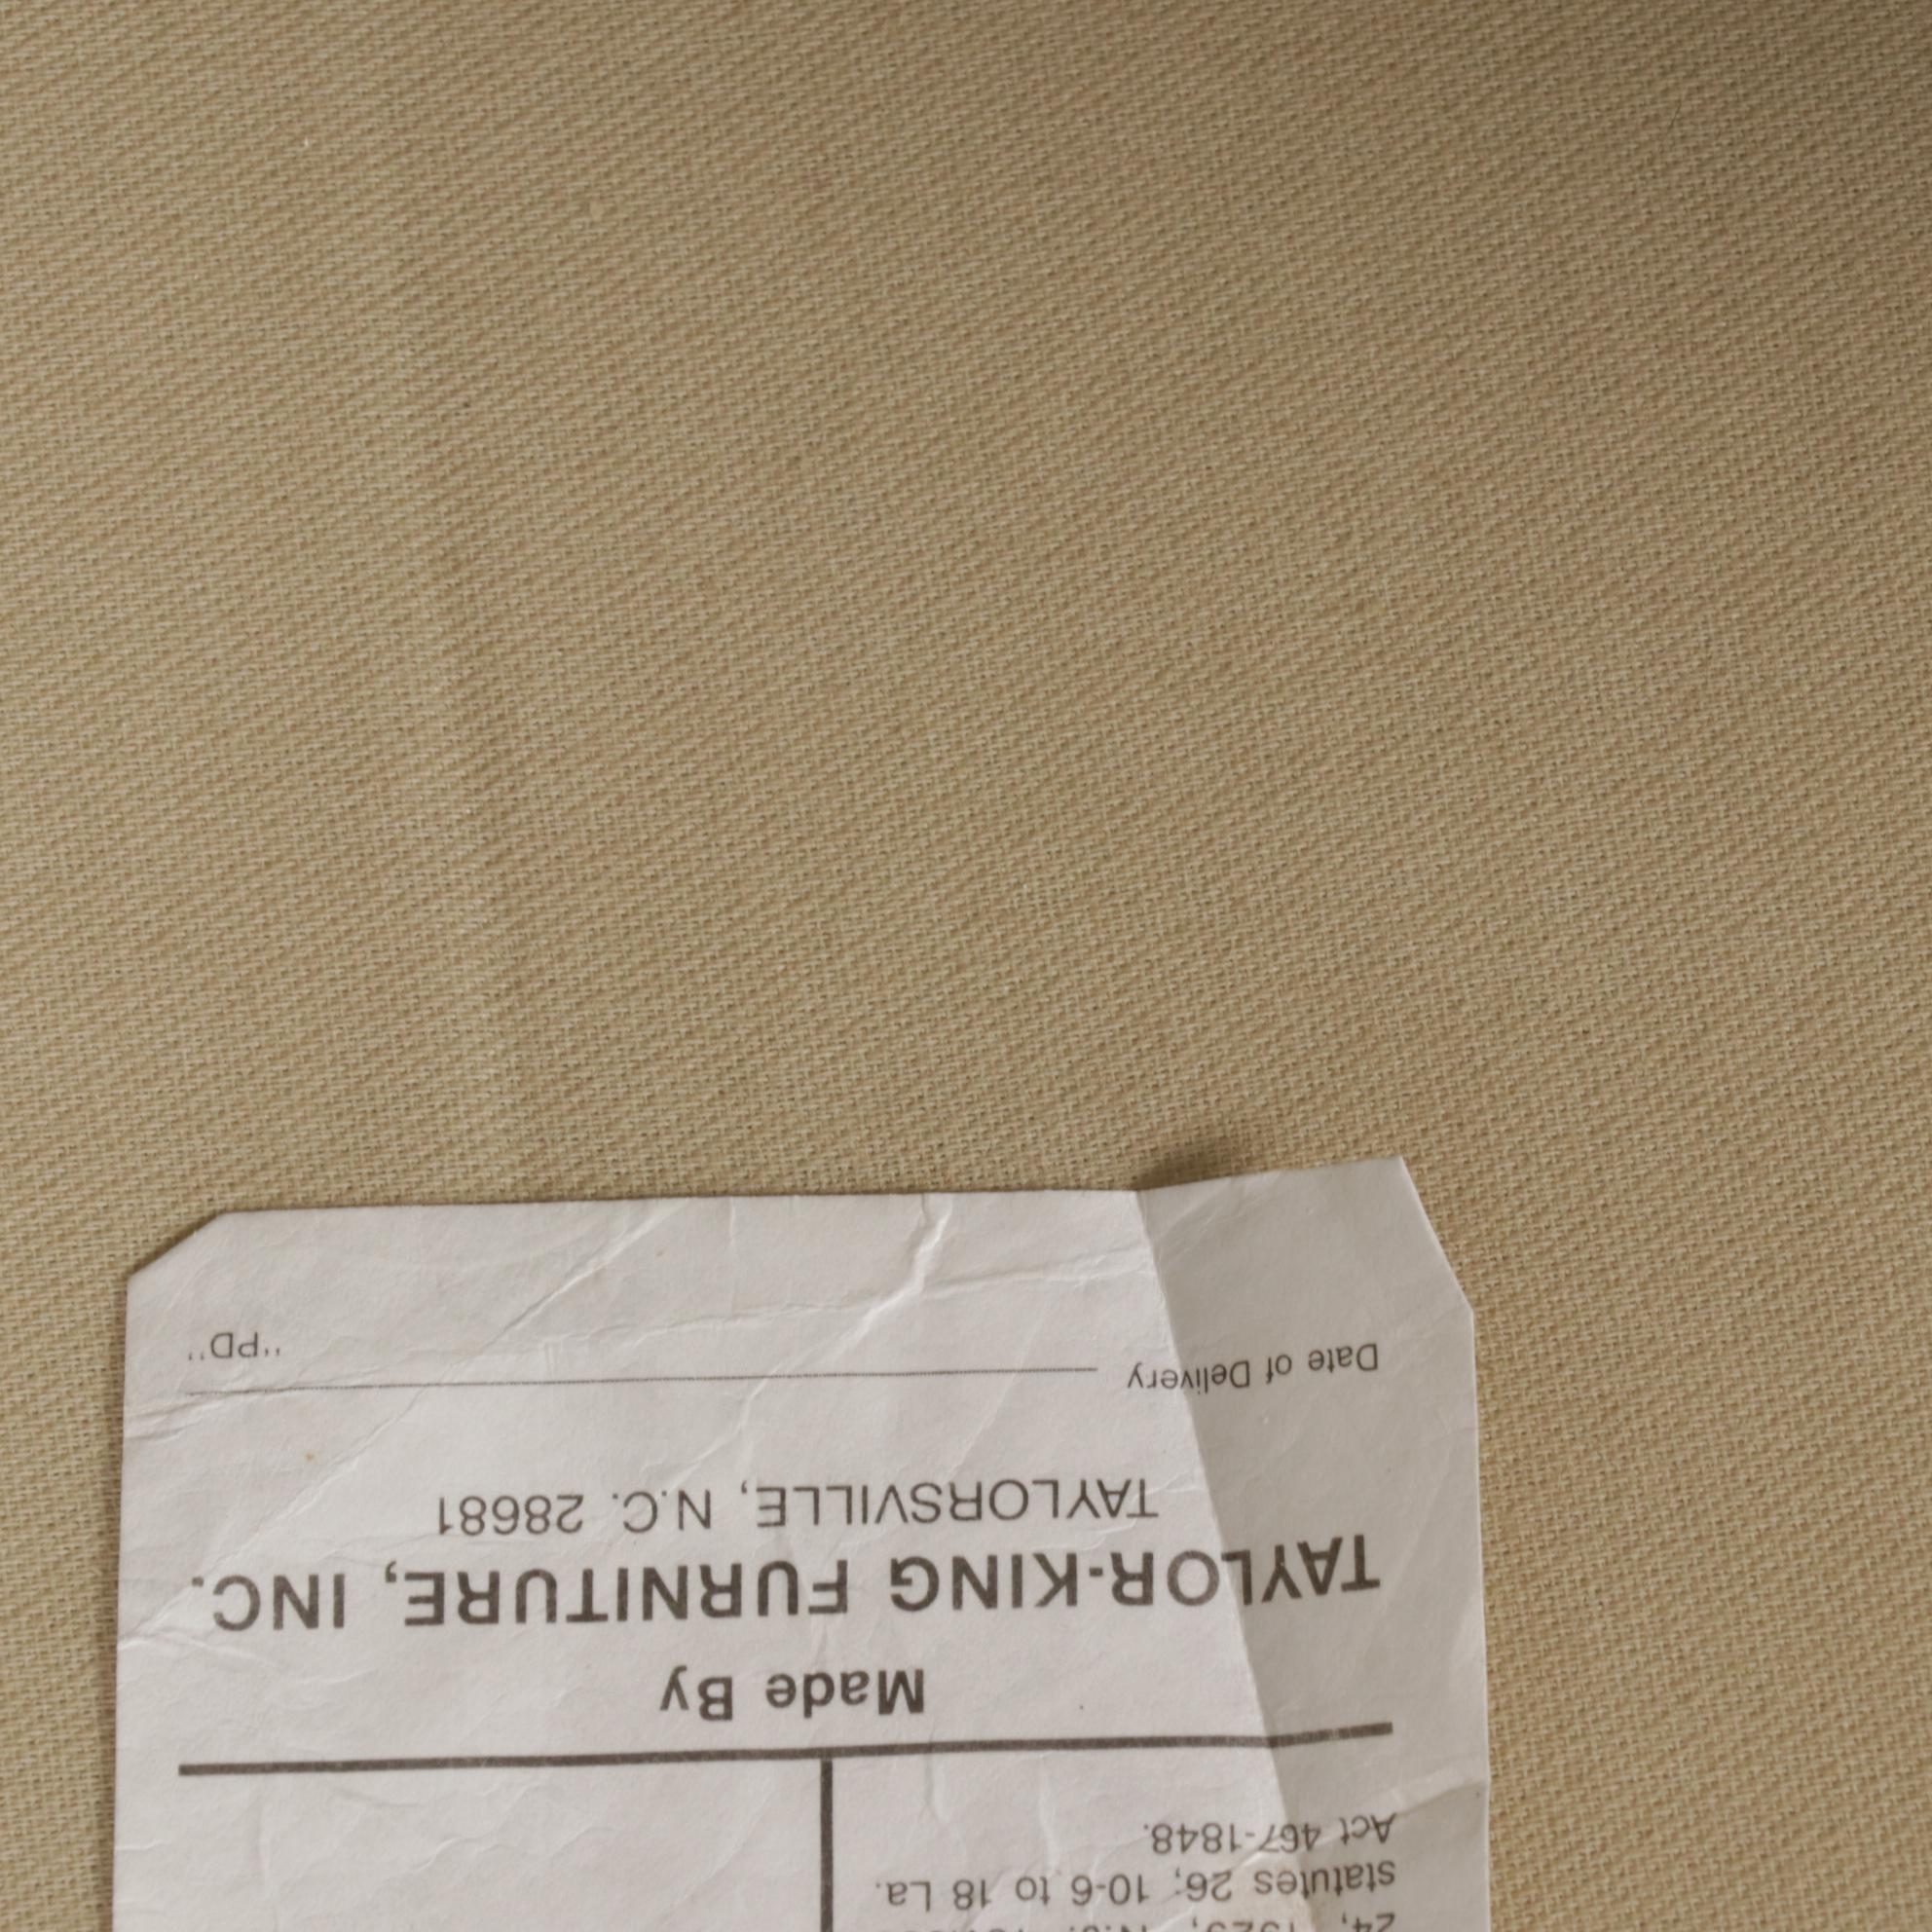 statutes 26; 10-6 to 18 La.
Act 467-1848.
Made By
TAYLOR-KING FURNITURE, INC.
TAYLORSVILLE, N.C. 28681
Date of Delivery
"PD"